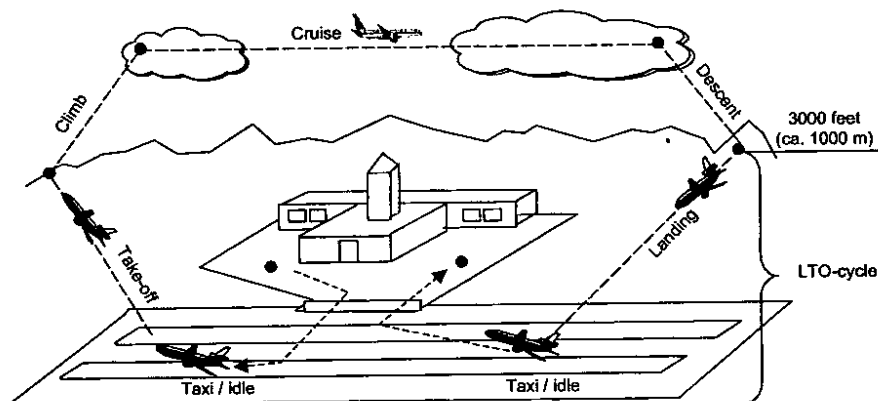 Cruise
Climb
Descent
3000 feet
(ca. 1000 m)
Take-off
Landing
LTO-cycle
Taxi / idle
Taxi / idle